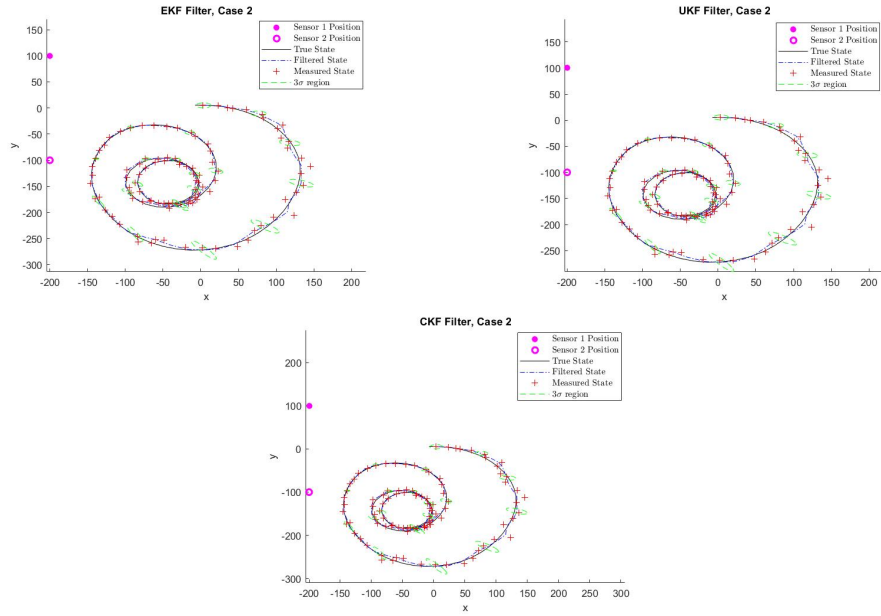 EKF Filter, Case 2
Sensor 1 Position
Sensor 2 Position
True State
Filtered State
Measured State
3σ region
150
100
50
0
-50
-100
-150
-200
-250
-300
y
-200 -150 -100 -50 0 50 100 150 200
x
UKF Filter, Case 2
Sensor 1 Position
Sensor 2 Position
True State
Filtered State
Measured State
3σ region
150
100
50
0
-50
-100
-150
-200
-250
y
-200 -150 -100 -50 0 50 100 150 200
x
CKF Filter, Case 2
Sensor 1 Position
Sensor 2 Position
True State
Filtered State
Measured State
3σ region
200
100
0
-100
-200
-300
y
-200 -150 -100 -50 0 50 100 150 200 250 300
x